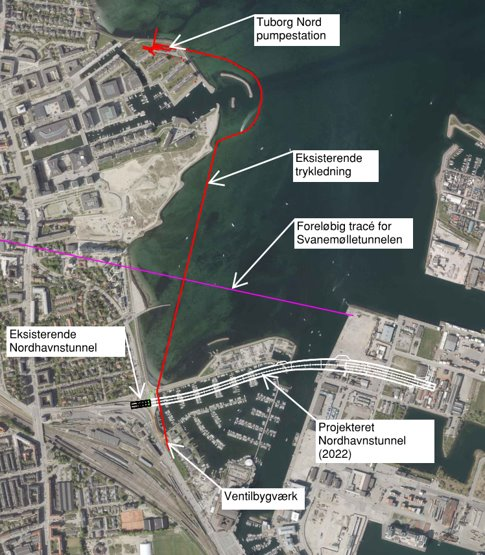 Tuborg Nord
pumpestation
Eksisterende
trykledning
Foreløbig tracé for
Svanemølletunnelen
Eksisterende
Nordhavnstunnel
Projekteret
Nordhavnstunnel
(2022)
Ventilbygværk